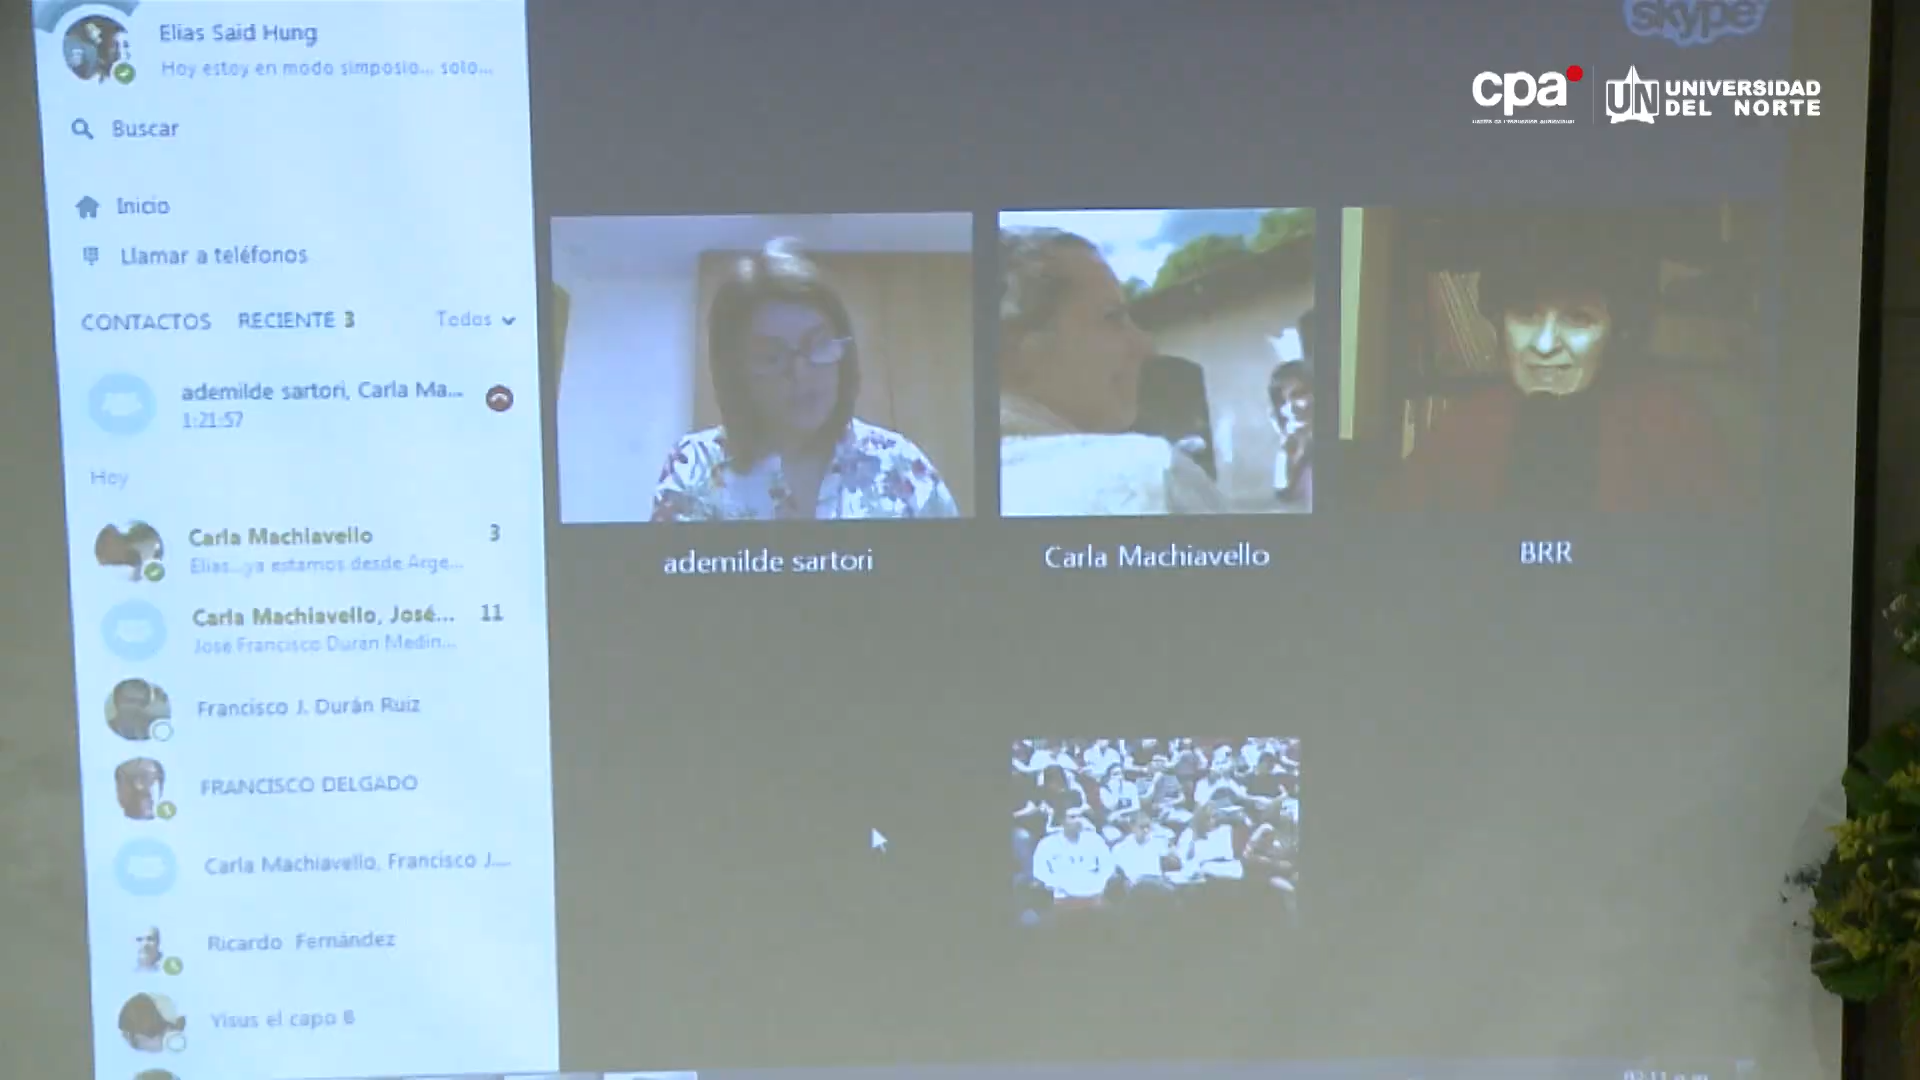 Elias Said Hung
Hoy estoy en modo simposio... solo...
Buscar
Inicio
Llamar a teléfonos
CONTACTOS RECIENTE 3 Todos
ademilde sartori, Carla Ma...
1:21:57
Hoy
Carla Machiavello 3
Elias...ya estamos desde Arge...
Carla Machiavello, José... 11
José Francisco Durán Medin...
Francisco J. Durán Ruiz
FRANCISCO DELGADO
Carla Machiavello, Francisco J....
Ricardo Fernández
Yisus el capo B
skype
cpa
UN UNIVERSIDAD
DEL NORTE
ademilde sartori
Carla Machiavello
BRR